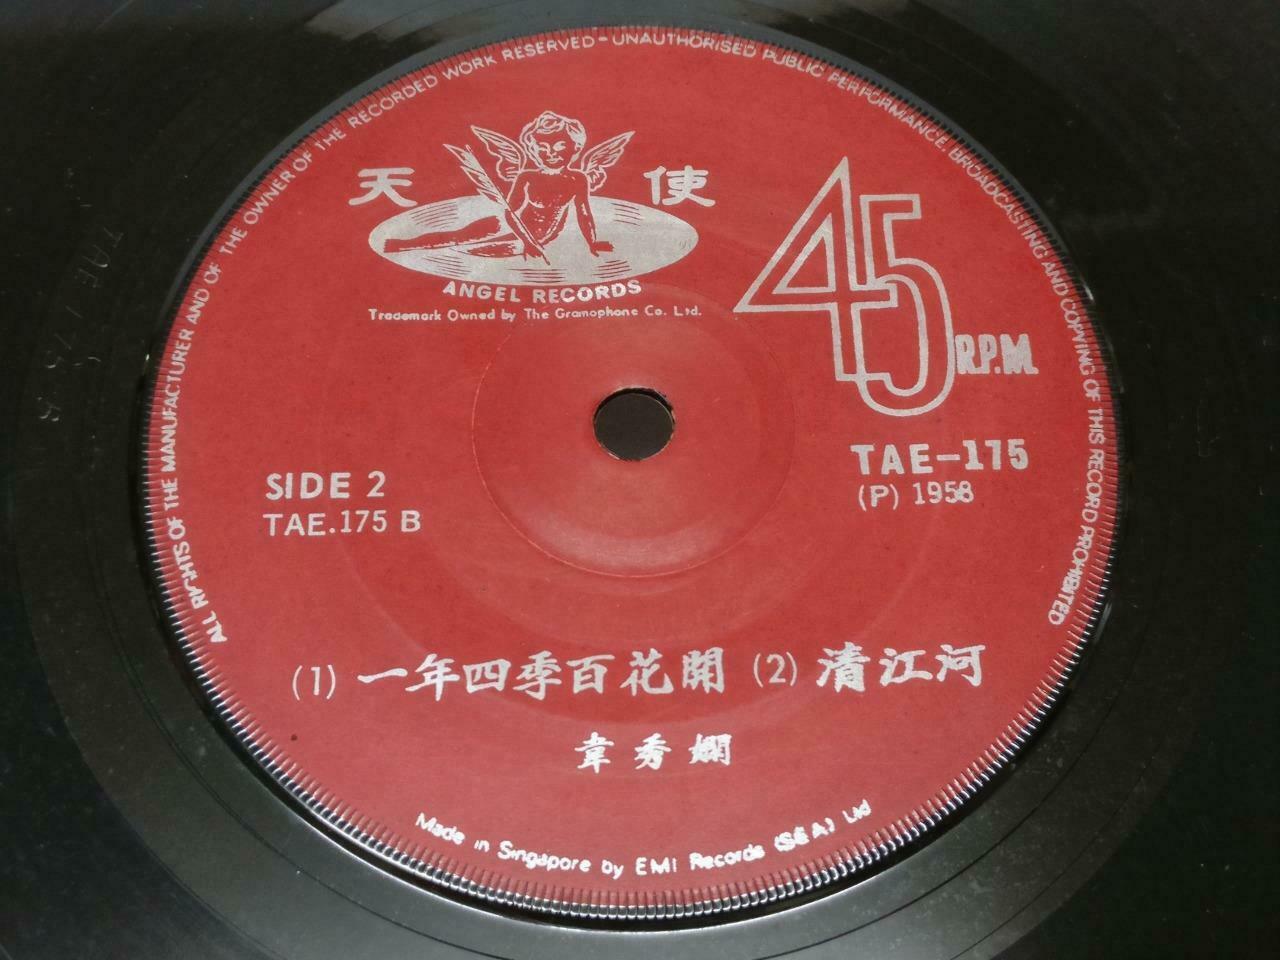 ALL RIGHTS OF THE MANUFACTURER AND OF THE OWNER OF THE RECORDED WORK RESERVED - UNAUTHORISED PUBLIC PERFORMANCE BROADCASTING AND COPYING OF THIS RECORD PROHIBITED
天使
ANGEL RECORDS
Trademark Owned by The Gramophone Co. Ltd.
45 R.P.M.
TAE-175
(P) 1958
SIDE 2
TAE.175 B
(1) 一年四季百花開 (2) 清江河
韋秀嫻
Made in Singapore by EMI Records (SEA) Ltd